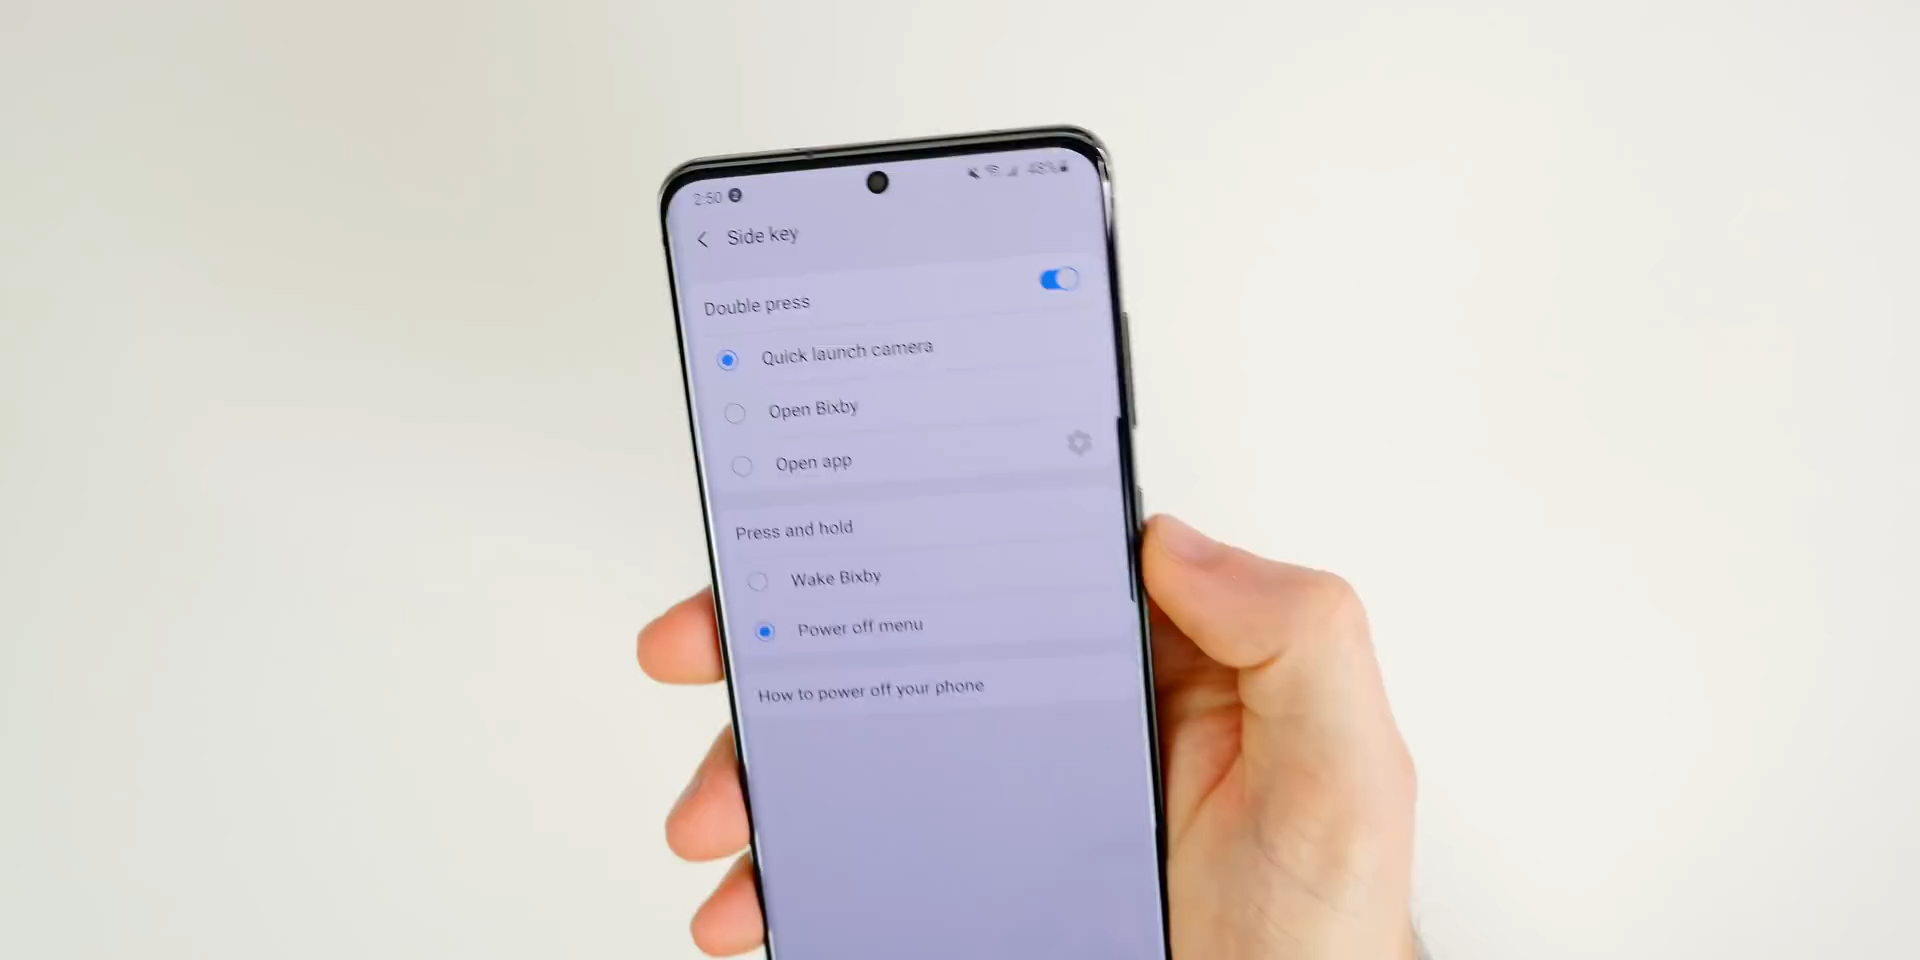 2:50 48%
Side key
Double press
Quick launch camera
Open Bixby
Open app
Press and hold
Wake Bixby
Power off menu
How to power off your phone